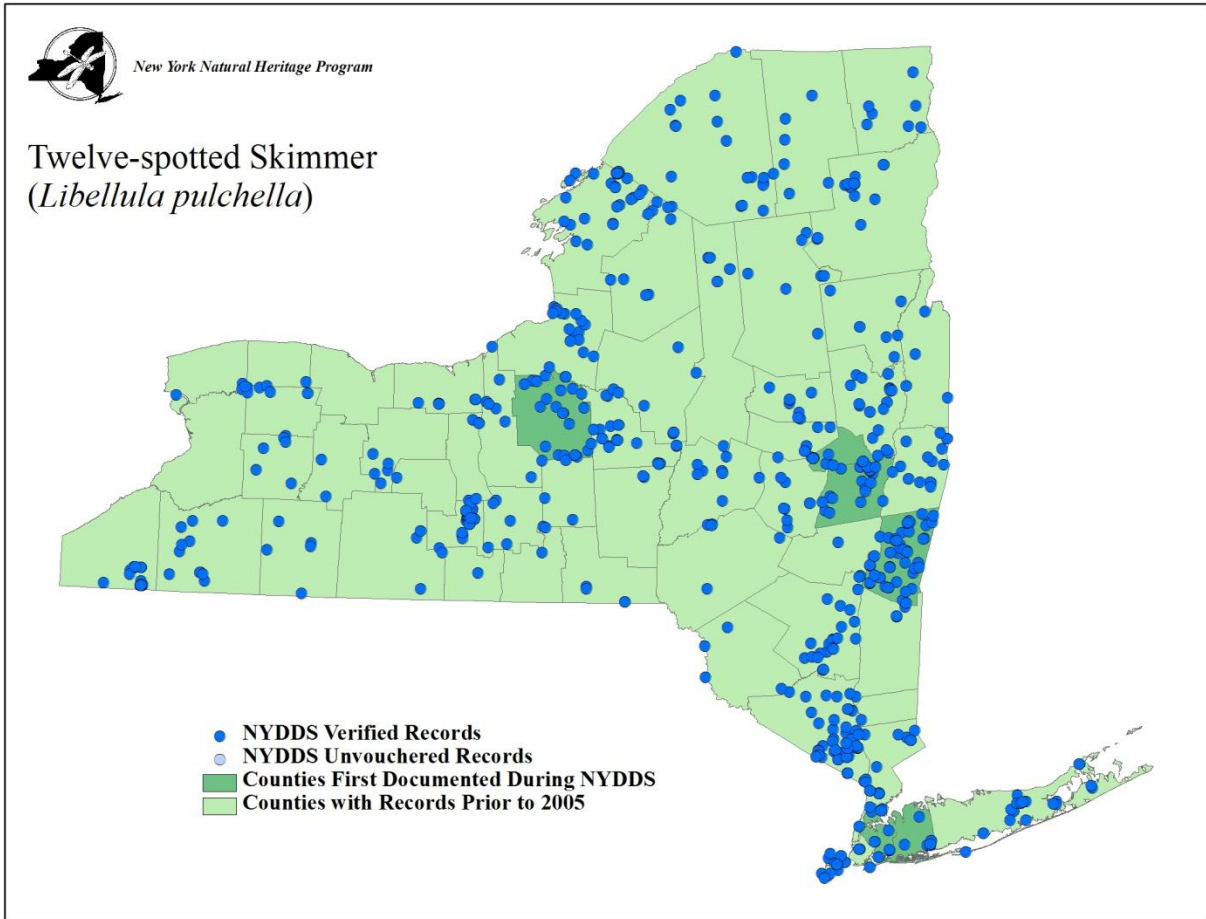 New York Natural Heritage Program
Twelve-spotted Skimmer
(Libellula pulchella)
NYDDS Verified Records
NYDDS Unvouchered Records
Counties First Documented During NYDDS
Counties with Records Prior to 2005